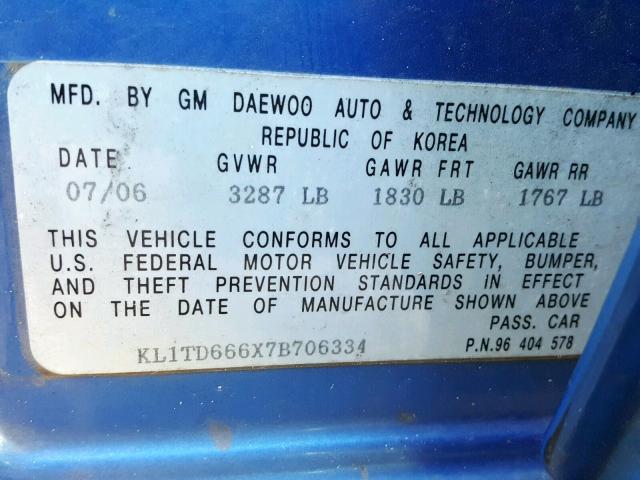 MFD. BY GM DAEWOO AUTO & TECHNOLOGY COMPANY
REPUBLIC OF KOREA
DATE GVWR GAWR FRT GAWR RR
07/06 3287 LB 1830 LB 1767 LB
THIS VEHICLE CONFORMS TO ALL APPLICABLE
U.S. FEDERAL MOTOR VEHICLE SAFETY, BUMPER,
AND THEFT PREVENTION STANDARDS IN EFFECT
ON THE DATE OF MANUFACTURE SHOWN ABOVE
PASS. CAR
KL1TD666X7B706334 P.N.96 404 578